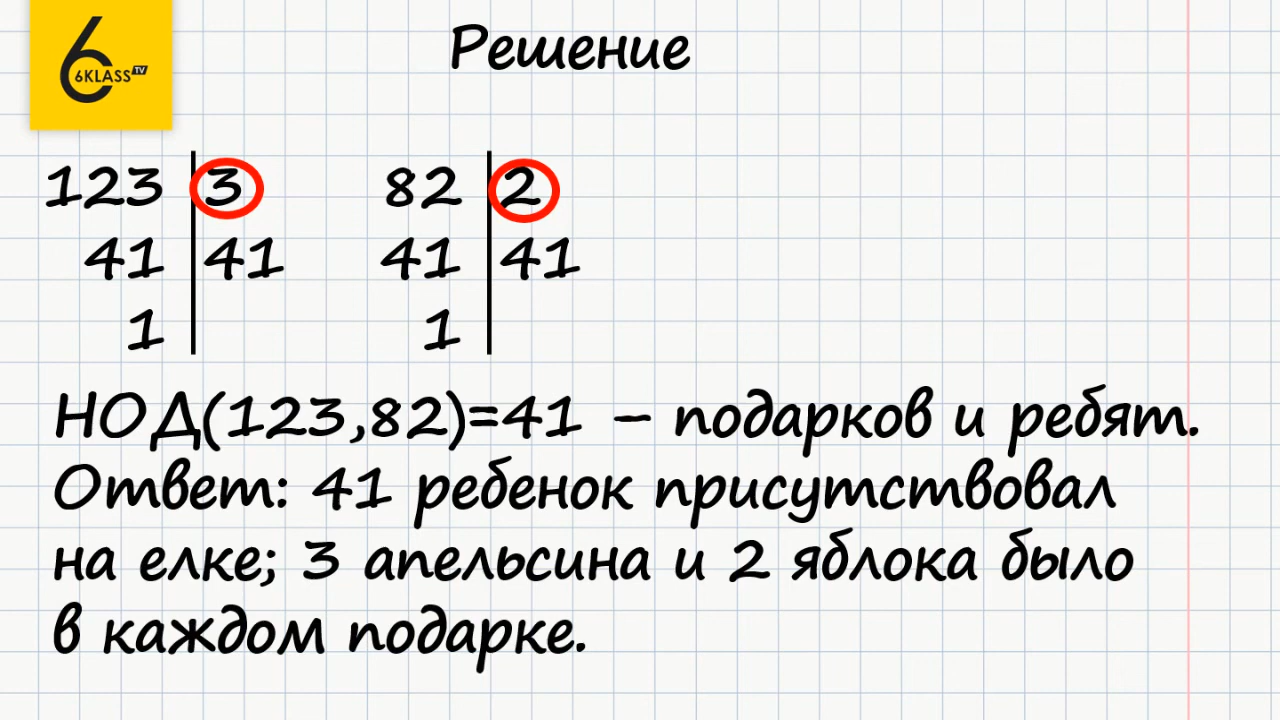 6KLASS TV
Решение
123 3 82 2
41 41 41 41
1 1
НОД(123,82)=41 – подарков и ребят.
Ответ: 41 ребенок присутствовал
на елке; 3 апельсина и 2 яблока было
в каждом подарке.